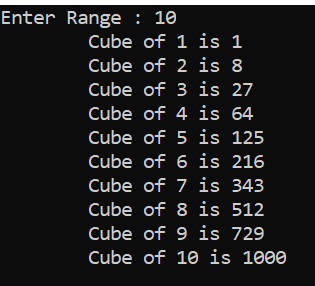 Enter Range : 10
Cube of 1 is 1
Cube of 2 is 8
Cube of 3 is 27
Cube of 4 is 64
Cube of 5 is 125
Cube of 6 is 216
Cube of 7 is 343
Cube of 8 is 512
Cube of 9 is 729
Cube of 10 is 1000